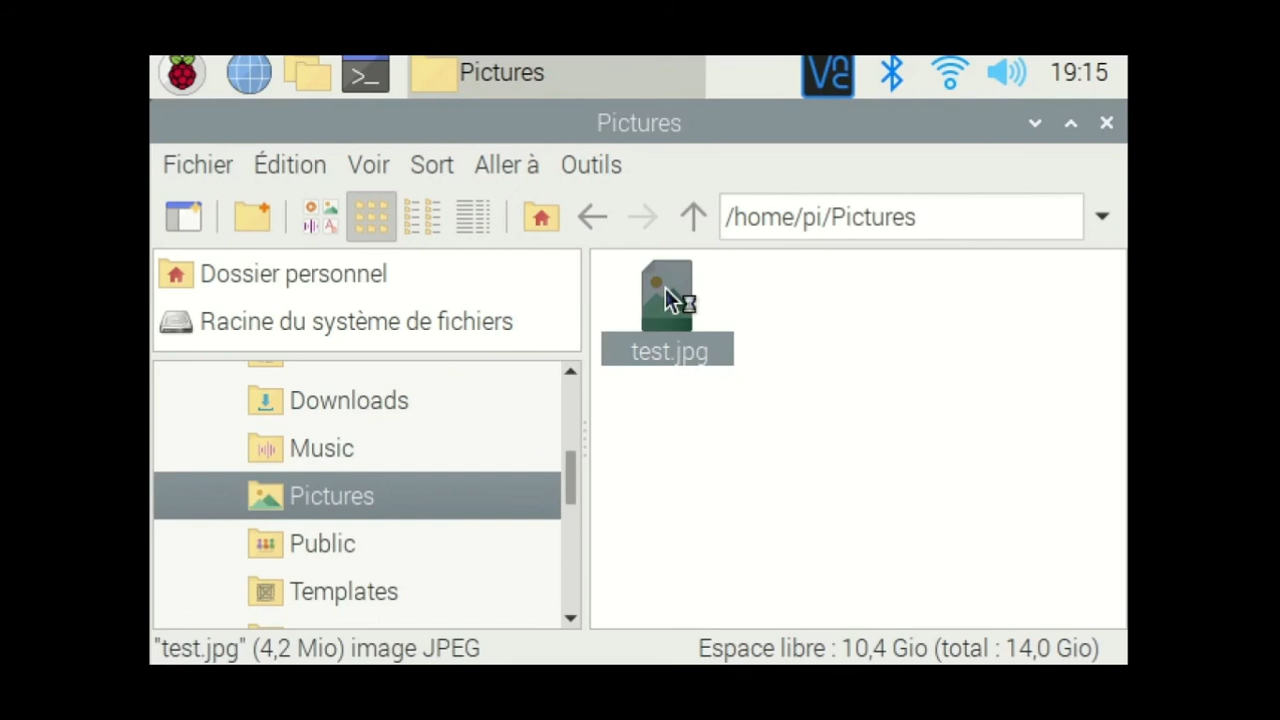 Pictures
19:15
Pictures
Fichier Édition Voir Sort Aller à Outils
/home/pi/Pictures
Dossier personnel
Racine du système de fichiers
Downloads
Music
Pictures
Public
Templates
test.jpg
"test.jpg" (4,2 Mio) image JPEG
Espace libre : 10,4 Gio (total : 14,0 Gio)